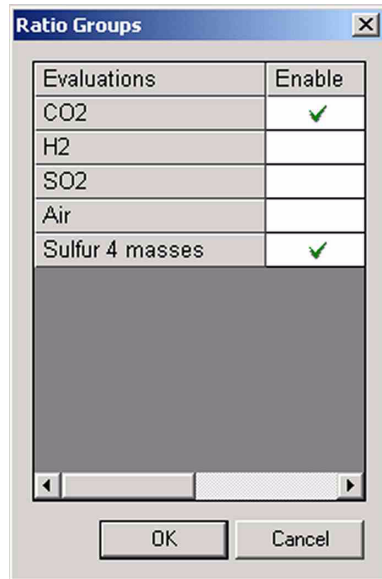 Ratio Groups
Evaluations Enable
CO2
H2
SO2
Air
Sulfur 4 masses
OK Cancel